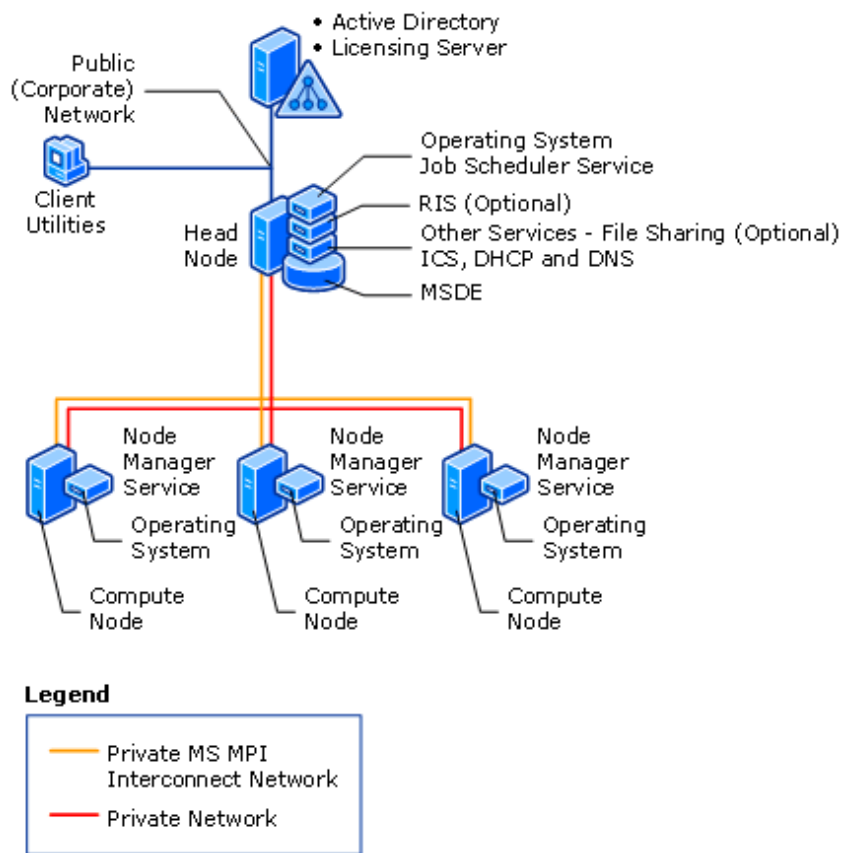 • Active Directory
• Licensing Server
Public
(Corporate)
Network
Client
Utilities
Operating System
Job Scheduler Service
RIS (Optional)
Head
Node
Other Services - File Sharing (Optional)
ICS, DHCP and DNS
MSDE
Node
Manager
Service
Operating
System
Compute
Node
Node
Manager
Service
Operating
System
Compute
Node
Node
Manager
Service
Operating
System
Compute
Node
Legend
Private MS MPI
Interconnect Network
Private Network